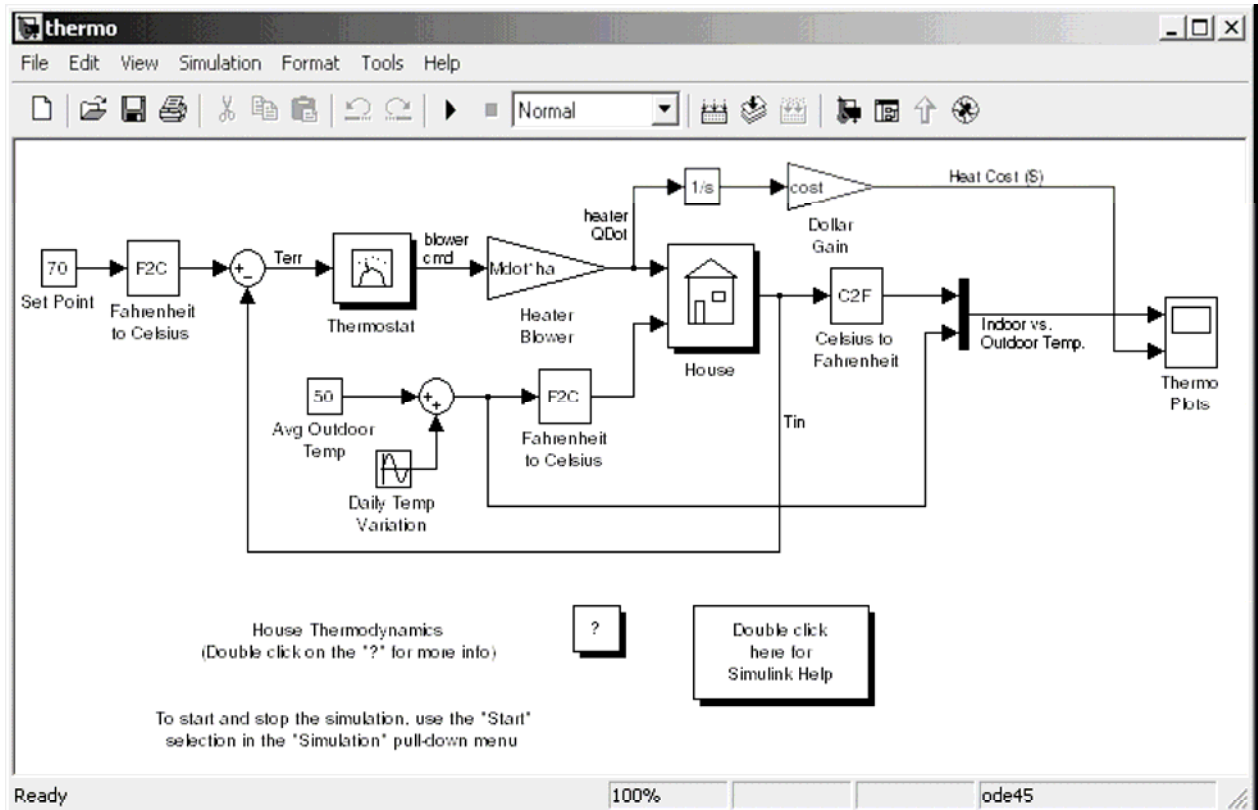 thermo
File Edit View Simulation Format Tools Help
Normal
1/s
cost
Heat Cost ($)
Dollar
Gain
heater
QDot
70
Set Point
F2C
Fahrenheit
to Celsius
+
-
Terr
Thermostat
blower
cmd
Mdot*ha
Heater
Blower
House
C2F
Celsius to
Fahrenheit
Indoor vs.
Outdoor Temp.
Thermo
Plots
50
Avg Outdoor
Temp
+
+
F2C
Fahrenheit
to Celsius
Tin
Daily Temp
Variation
House Thermodynamics
(Double click on the "?" for more info)
?
Double click
here for
Simulink Help
To start and stop the simulation, use the "Start"
selection in the "Simulation" pull-down menu
Ready
100%
ode45